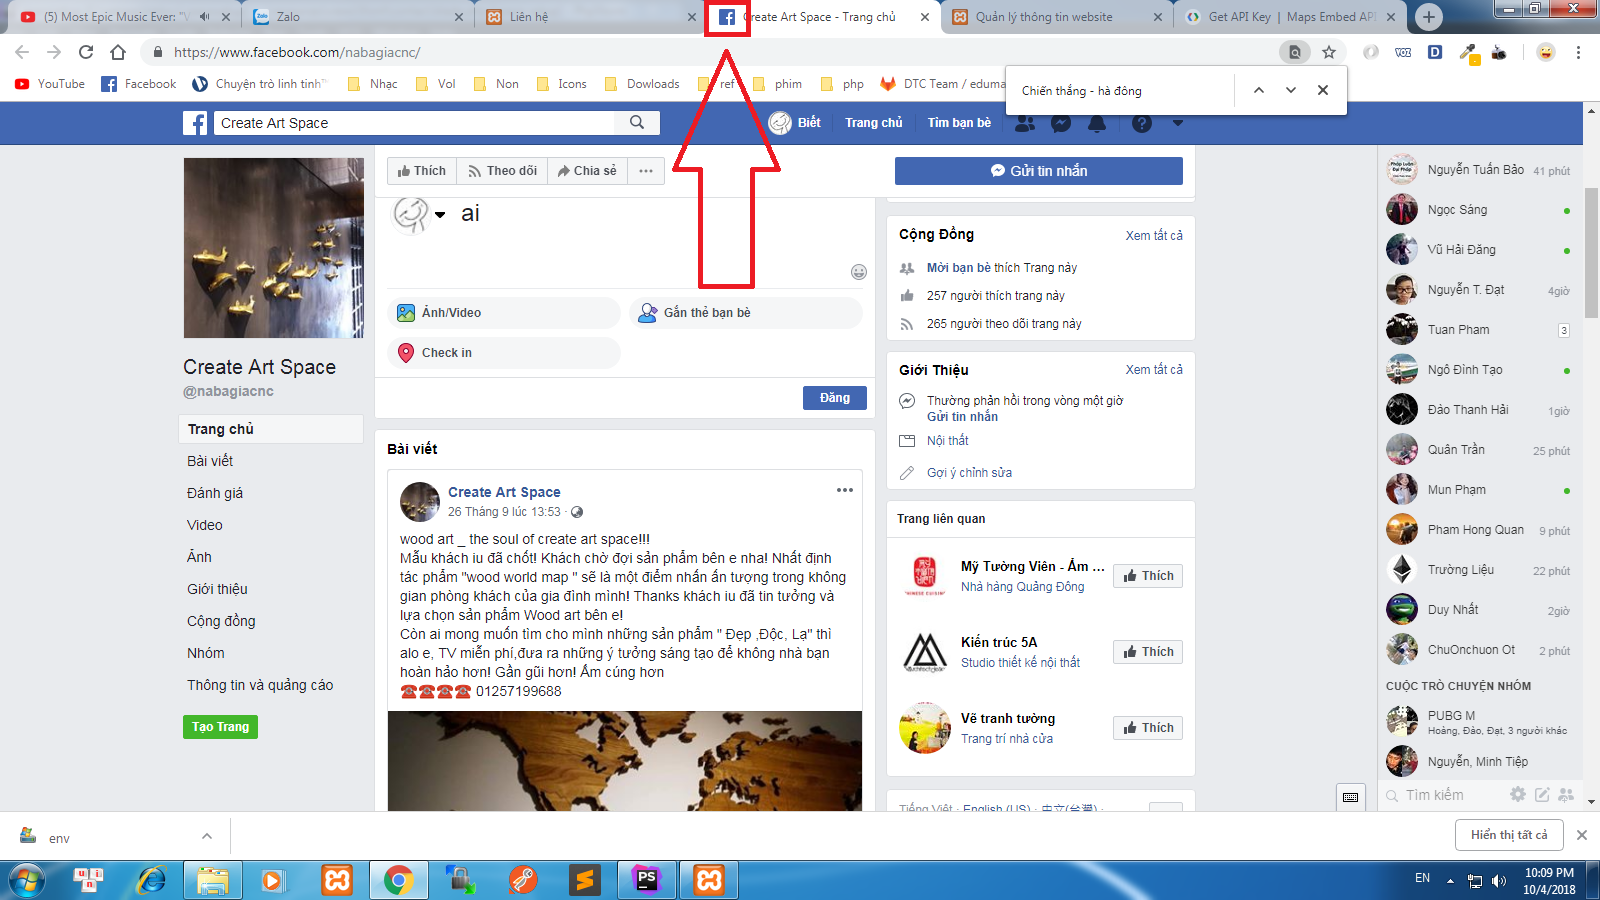 (5) Most Epic Music Ever: "V
Zalo
Liên hệ
Create Art Space - Trang chủ
Quản lý thông tin website
Get API Key | Maps Embed API
https://www.facebook.com/nabagiacnc/
YouTube
Facebook
Chuyện trò linh tinh™
Nhạc
Vol
Non
Icons
Dowloads
ref
phim
php
DTC Team / eduma
Chiến thắng - hà đông
Create Art Space
Biết
Trang chủ
Tìm bạn bè
Thích
Theo dõi
Chia sẻ
Gửi tin nhắn
ai
Ảnh/Video
Gắn thẻ bạn bè
Check in
Đăng
Create Art Space
@nabagiacnc
Trang chủ
Bài viết
Đánh giá
Video
Ảnh
Giới thiệu
Cộng đồng
Nhóm
Thông tin và quảng cáo
Tạo Trang
Bài viết
Create Art Space
26 Tháng 9 lúc 13:53 ·
wood art _ the soul of create art space!!!
Mẫu khách iu đã chốt! Khách chờ đợi sản phẩm bên e nha! Nhất định
tác phẩm "wood world map " sẽ là một điểm nhấn ấn tượng trong không
gian phòng khách của gia đình mình! Thanks khách iu đã tin tưởng và
lựa chọn sản phẩm Wood art bên e!
Còn ai mong muốn tìm cho mình những sản phẩm " Đẹp ,Độc, Lạ" thì
alo e, TV miễn phí,đưa ra những ý tưởng sáng tạo để không nhà bạn
hoàn hảo hơn! Gần gũi hơn! Ấm cúng hơn
☎☎☎☎ 01257199688
Cộng Đồng
Xem tất cả
Mời bạn bè thích Trang này
257 người thích trang này
265 người theo dõi trang này
Giới Thiệu
Xem tất cả
Thường phản hồi trong vòng một giờ
Gửi tin nhắn
Nội thất
Gợi ý chỉnh sửa
Trang liên quan
Mỹ Tường Viên - Ẩm ...
Nhà hàng Quảng Đông
Thích
Kiến trúc 5A
Studio thiết kế nội thất
Thích
Vẽ tranh tường
Trang trí nhà cửa
Thích
Tiếng Việt · English (US) · 中文(台灣) ·
Nguyễn Tuấn Bảo 41 phút
Ngọc Sáng
Vũ Hải Đăng
Nguyễn T. Đạt 4giờ
Tuan Pham 3
Ngô Đình Tạo
Đào Thanh Hải 1giờ
Quân Trần 25 phút
Mun Phạm
Pham Hong Quan 9 phút
Trường Liệu 22 phút
Duy Nhất 2giờ
ChuOnchuon Ot 2 phút
CUỘC TRÒ CHUYỆN NHÓM
PUBG M
Hoàng, Đào, Đạt, 3 người khác
Nguyễn, Minh Tiệp
Tìm kiếm
env
Hiển thị tất cả
EN
10:09 PM
10/4/2018